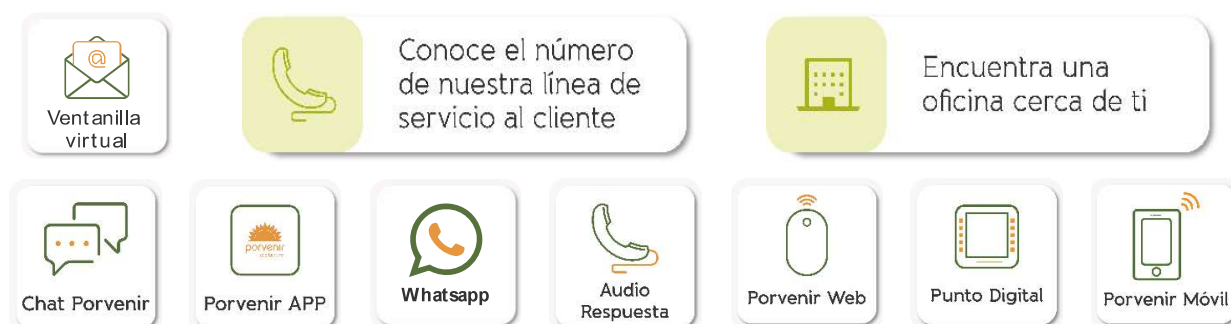 @
Ventanilla
virtual
Conoce el número
de nuestra línea de
servicio al cliente
Encuentra una
oficina cerca de ti
Chat Porvenir
porvenir
Porvenir APP
Whatsapp
Audio
Respuesta
Porvenir Web
Punto Digital
Porvenir Móvil